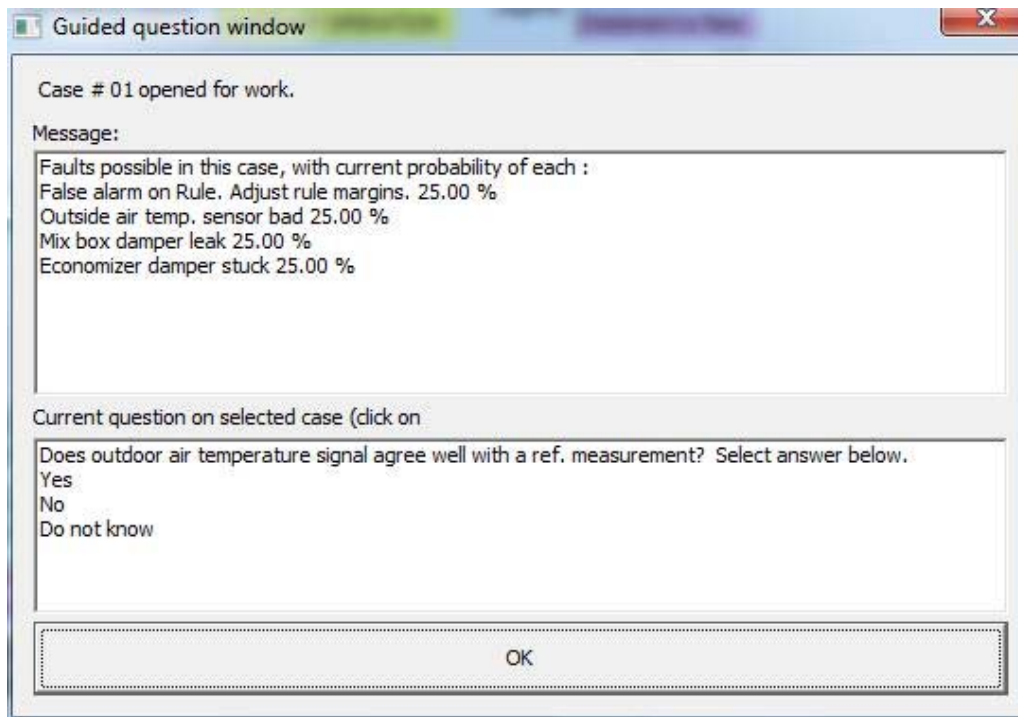 Guided question window
Case # 01 opened for work.
Message:
Faults possible in this case, with current probability of each :
False alarm on Rule. Adjust rule margins. 25.00 %
Outside air temp. sensor bad 25.00 %
Mix box damper leak 25.00 %
Economizer damper stuck 25.00 %
Current question on selected case (click on
Does outdoor air temperature signal agree well with a ref. measurement?  Select answer below.
Yes
No
Do not know
OK